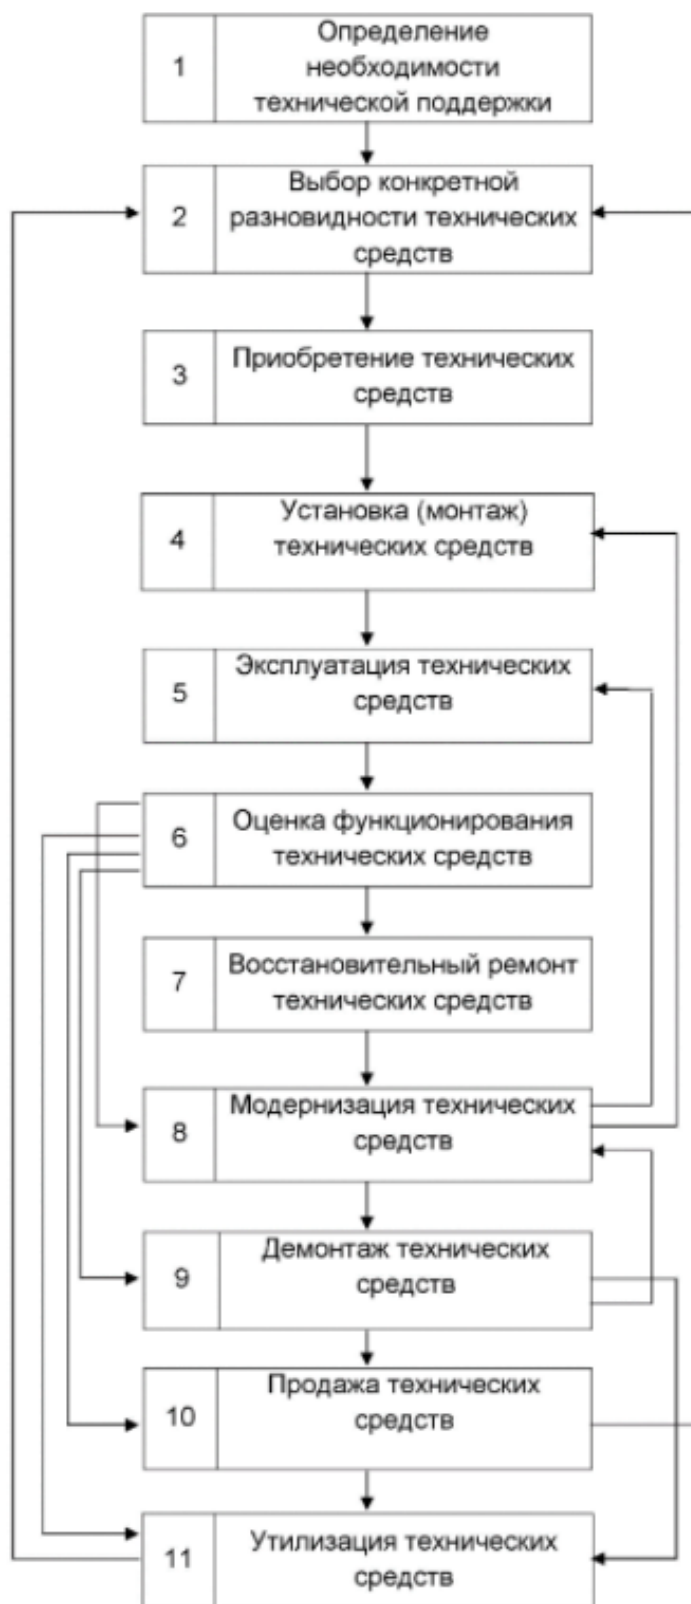 1
Определение
необходимости
технической поддержки
2
Выбор конкретной
разновидности технических
средств
3
Приобретение технических
средств
4
Установка (монтаж)
технических средств
5
Эксплуатация технических
средств
6
Оценка функционирования
технических средств
7
Восстановительный ремонт
технических средств
8
Модернизация технических
средств
9
Демонтаж технических
средств
10
Продажа технических
средств
11
Утилизация технических
средств